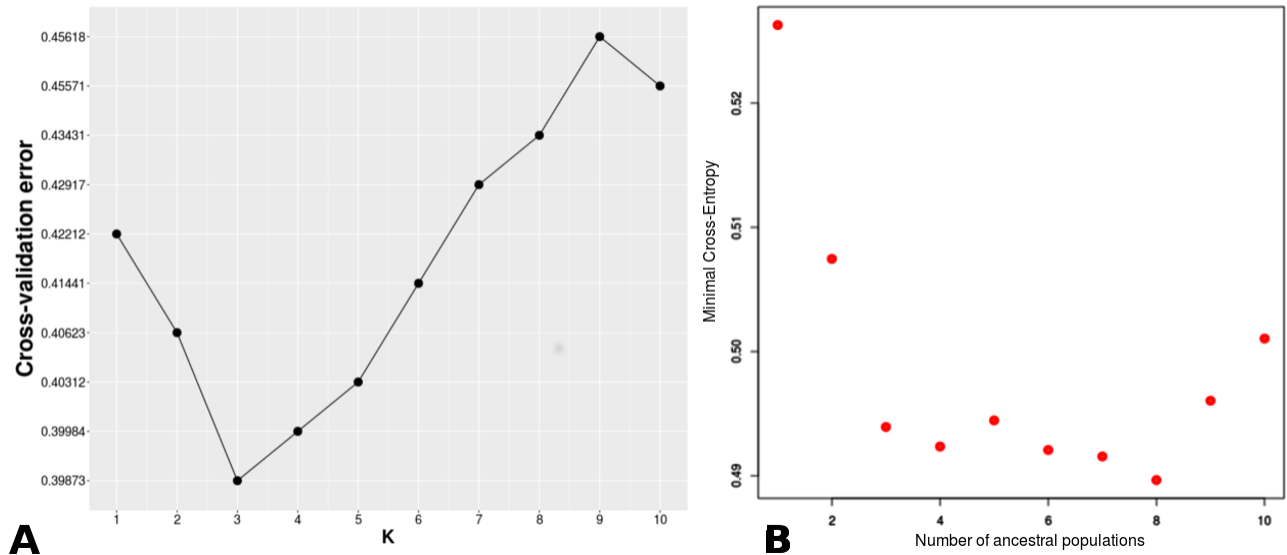 Cross-validation error
0.45618
0.45571
0.43431
0.42917
0.42212
0.41441
0.40623
0.40312
0.39984
0.39873
1 2 3 4 5 6 7 8 9 10
K
A
Minimal Cross-Entropy
0.52
0.51
0.50
0.49
2 4 6 8 10
Number of ancestral populations
B